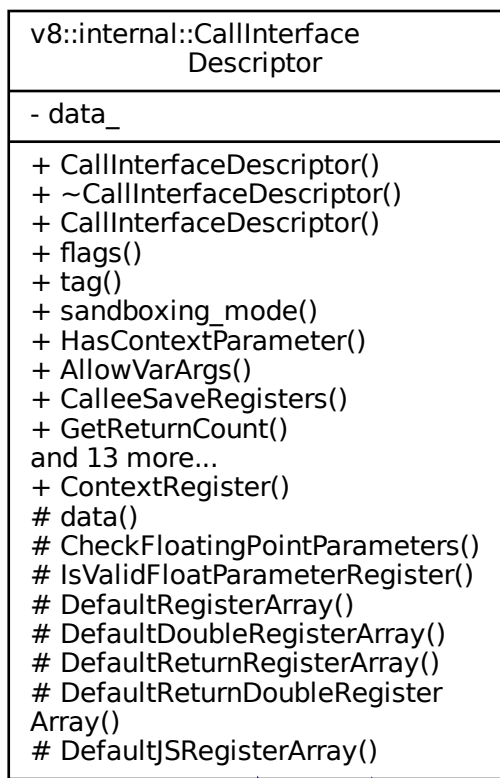 v8::internal::CallInterface
Descriptor
- data_
+ CallInterfaceDescriptor()
+ ~CallInterfaceDescriptor()
+ CallInterfaceDescriptor()
+ flags()
+ tag()
+ sandboxing_mode()
+ HasContextParameter()
+ AllowVarArgs()
+ CalleeSaveRegisters()
+ GetReturnCount()
and 13 more...
+ ContextRegister()
# data()
# CheckFloatingPointParameters()
# IsValidFloatParameterRegister()
# DefaultRegisterArray()
# DefaultDoubleRegisterArray()
# DefaultReturnRegisterArray()
# DefaultReturnDoubleRegister
Array()
# DefaultJSRegisterArray()